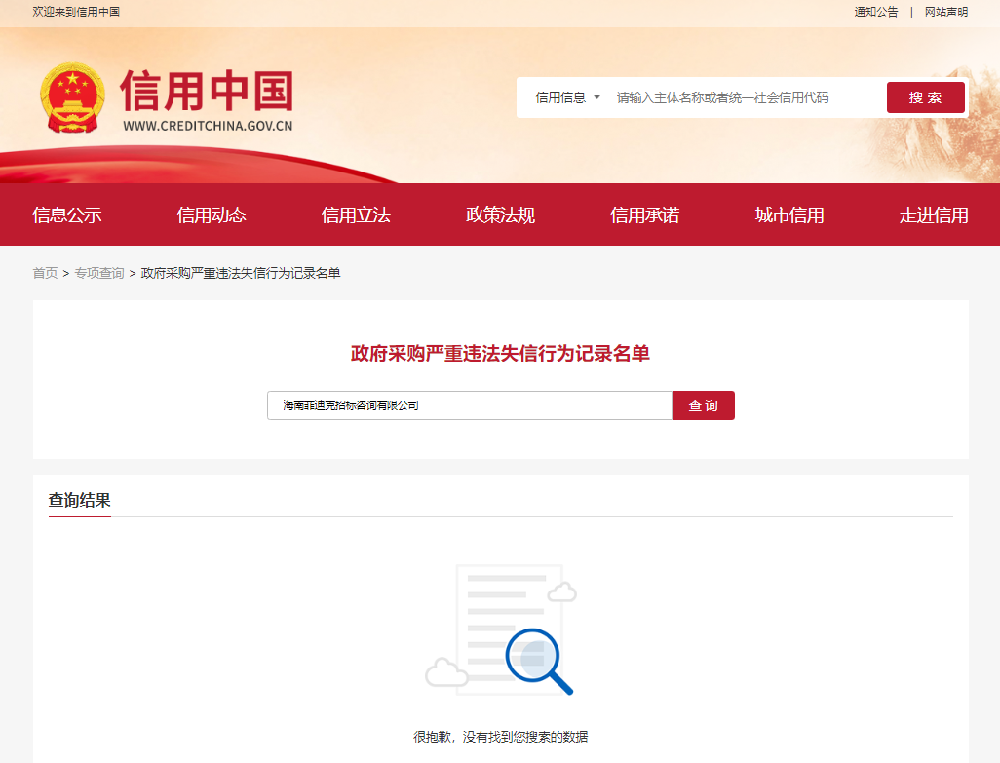 欢迎来到信用中国
通知公告 | 网站声明
信用中国
WWW.CREDITCHINA.GOV.CN
信用信息 请输入主体名称或者统一社会信用代码 搜 索
信息公示 信用动态 信用立法 政策法规 信用承诺 城市信用 走进信用
首页 > 专项查询 > 政府采购严重违法失信行为记录名单
政府采购严重违法失信行为记录名单
海南菲迪克招标咨询有限公司 查 询
查询结果
很抱歉，没有找到您搜索的数据